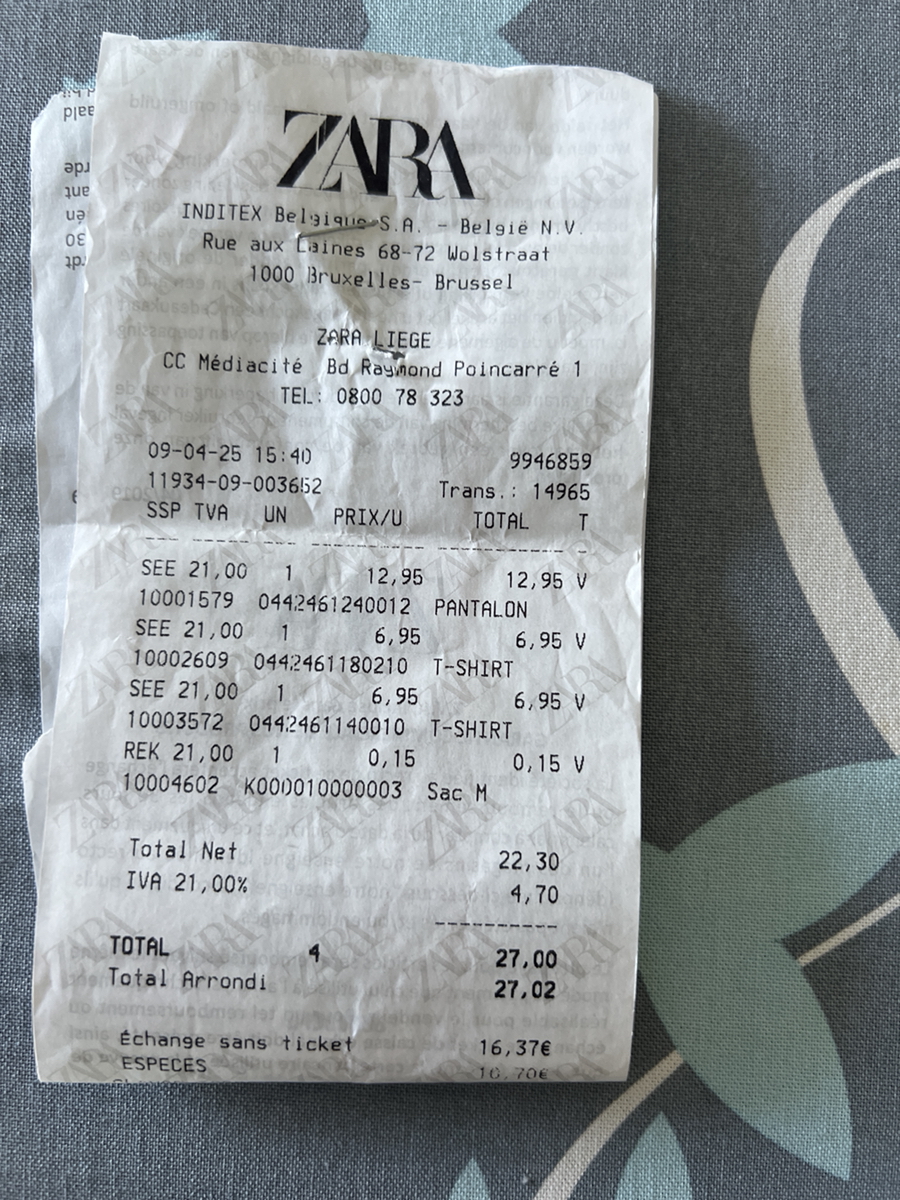 ZARA
INDITEX Belgique S.A. - België N.V.
Rue aux Laines 68-72 Wolstraat
1000 Bruxelles- Brussel
ZARA LIEGE
CC Médiacité Bd Raymond Poincarré 1
TEL: 0800 78 323
09-04-25 15:40 9946859
11934-09-003652 Trans.: 14965
SSP TVA UN PRIX/U TOTAL T
SEE 21,00 1 12,95 12,95 V
10001579 0442461240012 PANTALON
SEE 21,00 1 6,95 6,95 V
10002609 0442461180210 T-SHIRT
SEE 21,00 1 6,95 6,95 V
10003572 0442461140010 T-SHIRT
REK 21,00 1 0,15 0,15 V
10004602 K000010000003 Sac M
Total Net 22,30
IVA 21,00% 4,70
TOTAL 4 27,00
Total Arrondi 27,02
Échange sans ticket 16,37€
ESPECES 10,70€